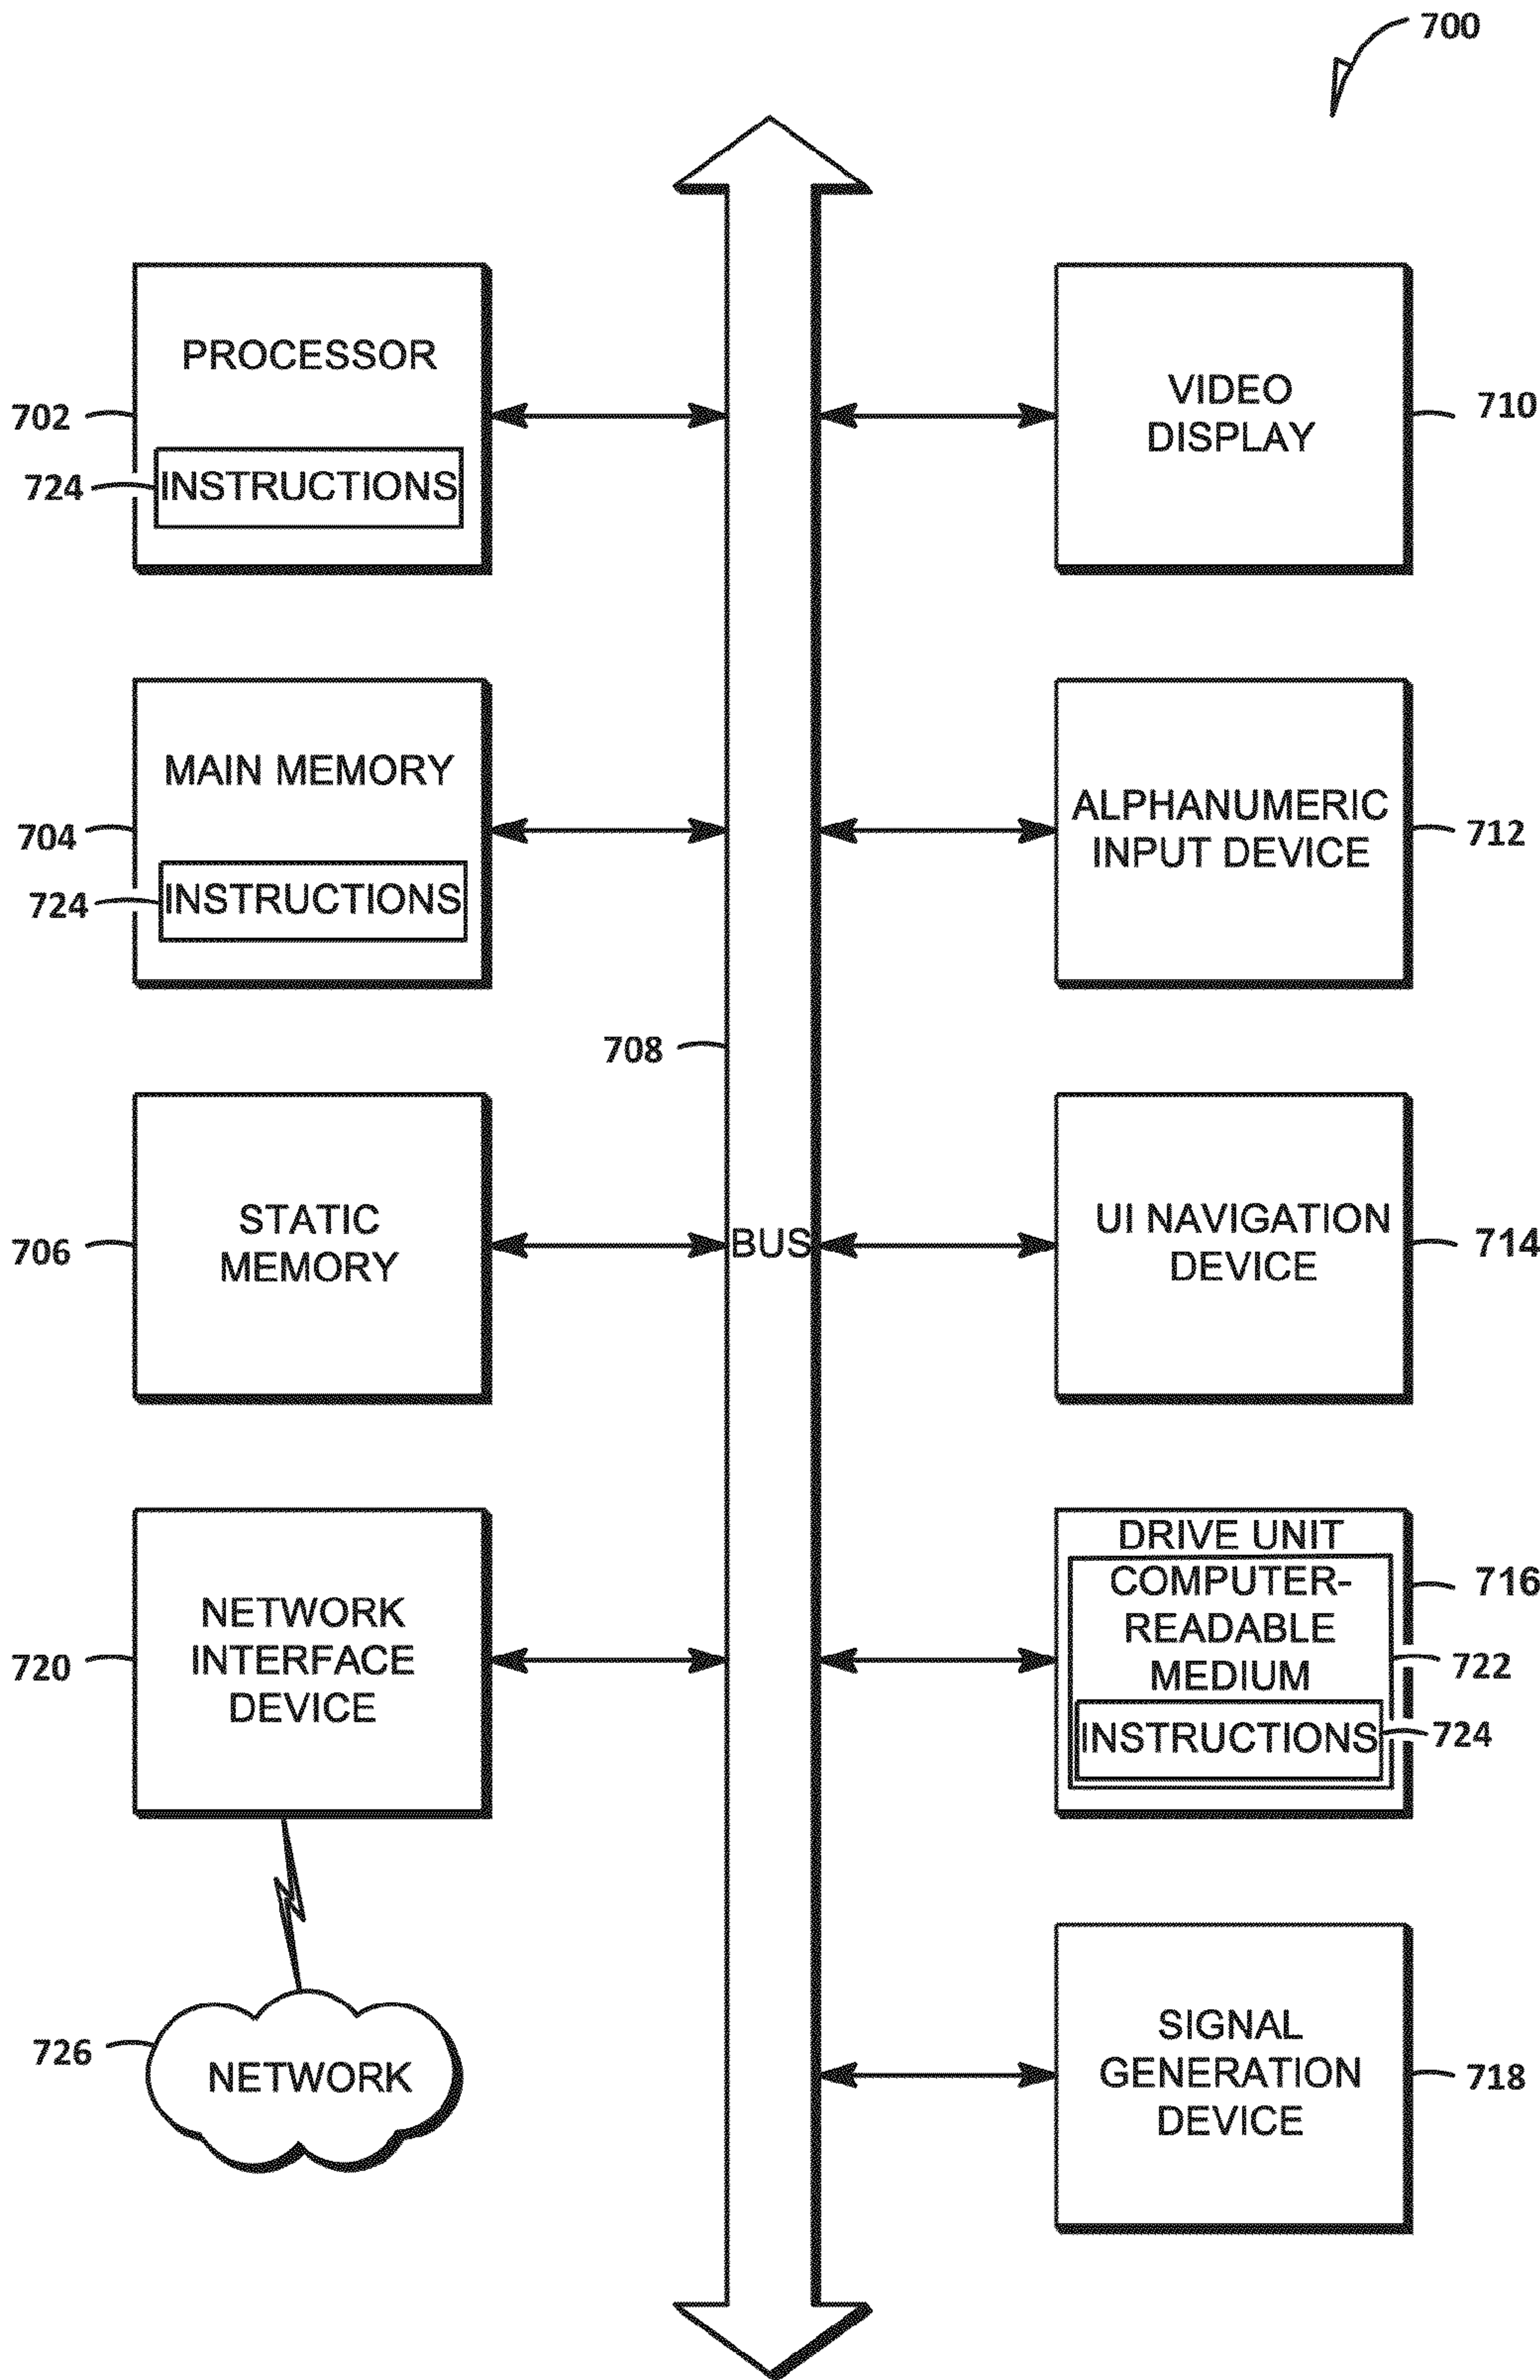 700
PROCESSOR
702
724
INSTRUCTIONS
VIDEO
DISPLAY
710
MAIN MEMORY
704
724
INSTRUCTIONS
ALPHANUMERIC
INPUT DEVICE
712
708
STATIC
MEMORY
706
BUS
UI NAVIGATION
DEVICE
714
NETWORK
INTERFACE
DEVICE
720
DRIVE UNIT
COMPUTER-
READABLE
MEDIUM
716
722
INSTRUCTIONS
724
726
NETWORK
SIGNAL
GENERATION
DEVICE
718